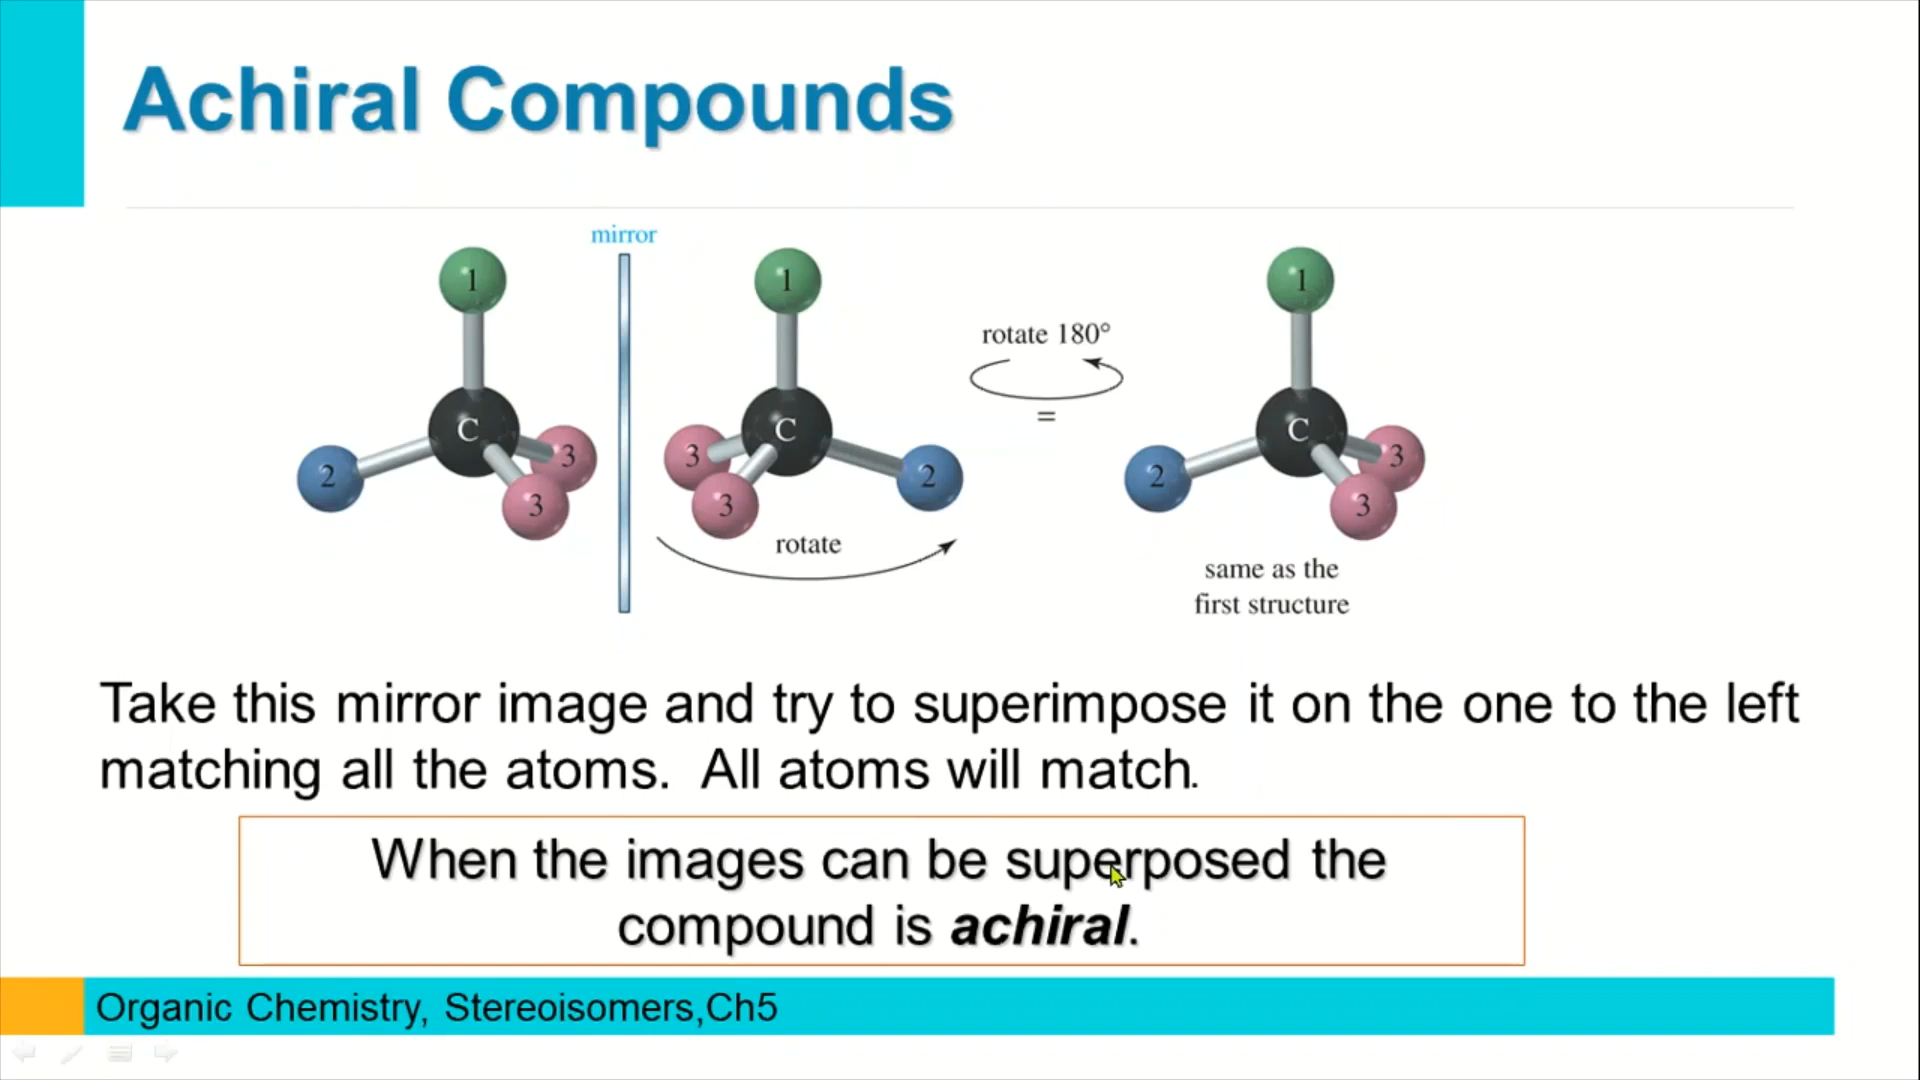 Achiral Compounds
mirror
1
C
2
3
3
1
C
3
3
2
rotate
rotate 180°
=
1
C
2
3
3
same as the
first structure
Take this mirror image and try to superimpose it on the one to the left
matching all the atoms.  All atoms will match.
When the images can be superposed the
compound is achiral.
Organic Chemistry, Stereoisomers,Ch5